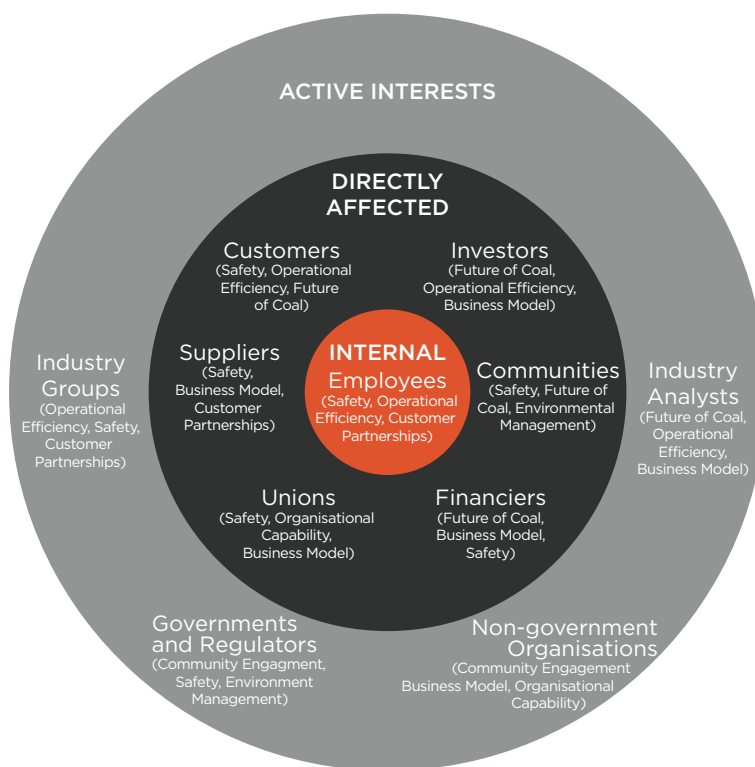 ACTIVE INTERESTS
DIRECTLY
AFFECTED
Customers
(Safety, Operational
Efficiency, Future
of Coal)
Investors
(Future of Coal,
Operational Efficiency,
Business Model)
Industry
Groups
(Operational
Efficiency, Safety,
Customer
Partnerships)
Suppliers
(Safety,
Business Model,
Customer
Partnerships)
INTERNAL
Employees
(Safety, Operational
Efficiency, Customer
Partnerships)
Communities
(Safety, Future of
Coal, Environmental
Management)
Industry
Analysts
(Future of Coal,
Operational
Efficiency,
Business Model)
Unions
(Safety, Organisational
Capability,
Business Model)
Financiers
(Future of Coal,
Business Model,
Safety)
Governments
and Regulators
(Community Engagment,
Safety, Environment
Management)
Non-government
Organisations
(Community Engagement
Business Model, Organisational
Capability)